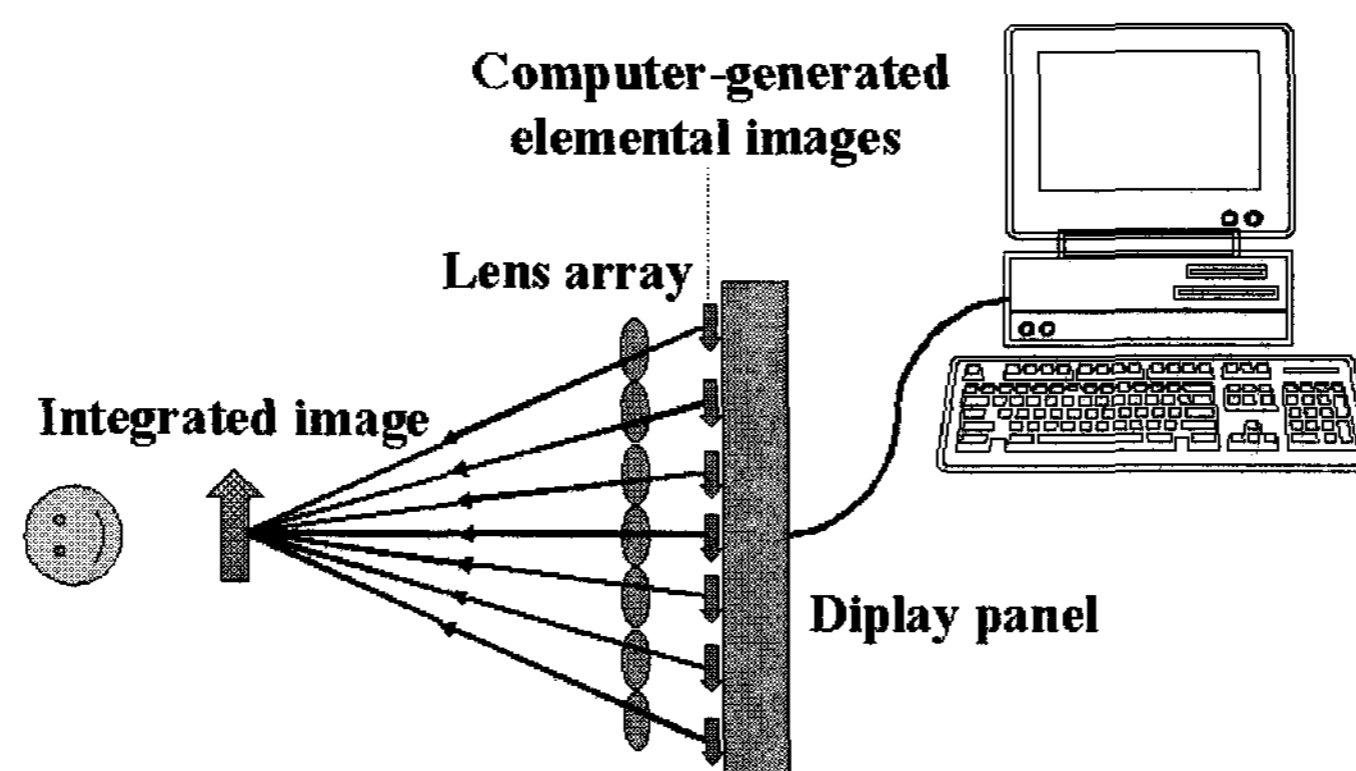 Computer-generated
elemental images
Lens array
Integrated image
Diplay panel